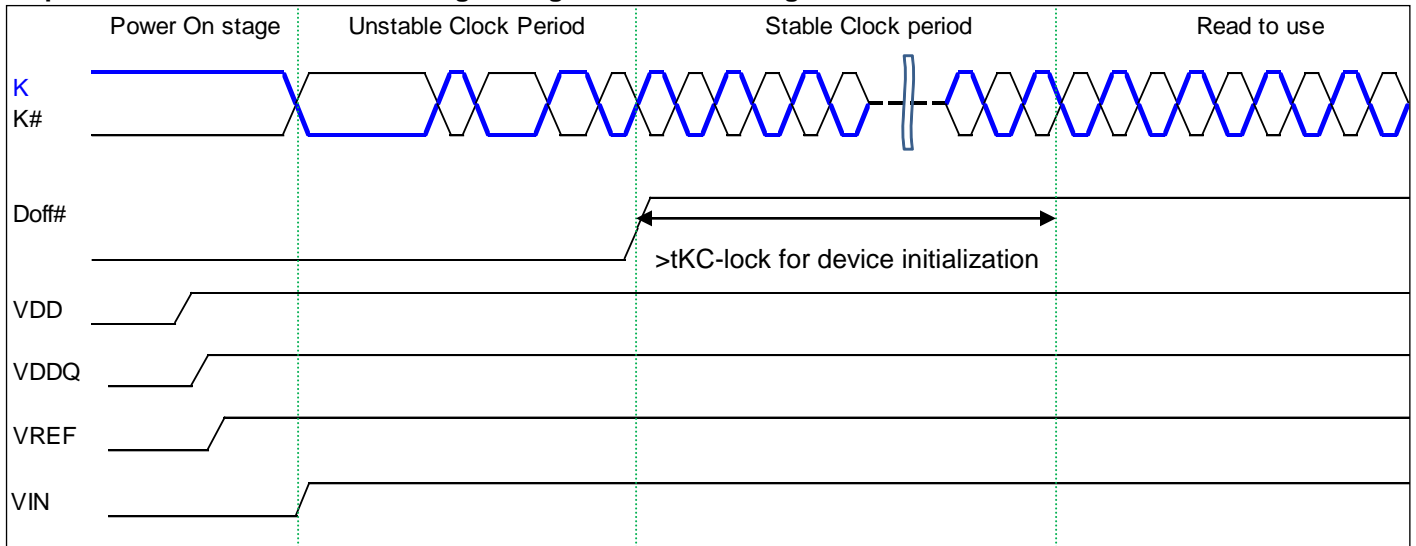 Power On stage
Unstable Clock Period
Stable Clock period
Read to use
K
K#
Doff#
>tKC-lock for device initialization
VDD
VDDQ
VREF
VIN